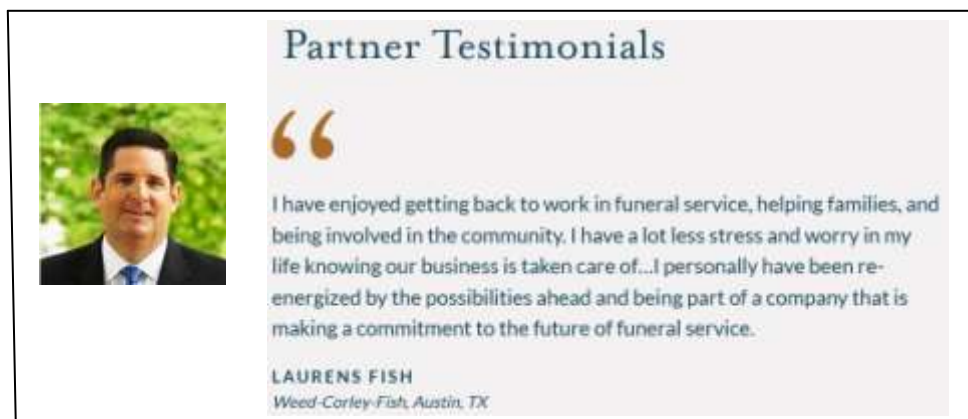 Partner Testimonials
“
I have enjoyed getting back to work in funeral service, helping families, and
being involved in the community. I have a lot less stress and worry in my
life knowing our business is taken care of...I personally have been re-
energized by the possibilities ahead and being part of a company that is
making a commitment to the future of funeral service.
LAURENS FISH
Weed-Corley-Fish, Austin, TX